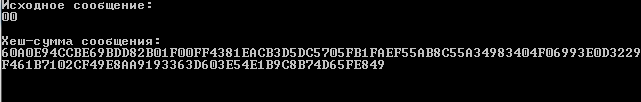 Исходное сообщение:
00
Хеш-сумма сообщения:
60A0E94CCBE69BDD82B01F00FF4381EACB3D5DC5705FB1FAEF55AB8C55A34983404F06993E0D3229
F461B7102CF49E8AA9193363D603E54E1B9C8B74D65FE849